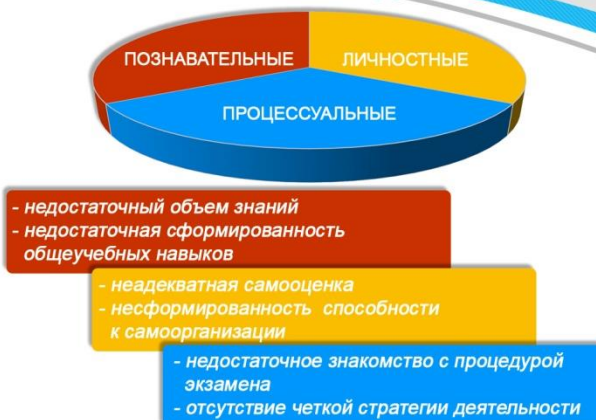 ПОЗНАВАТЕЛЬНЫЕ
ЛИЧНОСТНЫЕ
ПРОЦЕССУАЛЬНЫЕ
- недостаточный объем знаний
- недостаточная сформированность
общеучебных навыков
- неадекватная самооценка
- несформированность способности
к самоорганизации
- недостаточное знакомство с процедурой
экзамена
- отсутствие четкой стратегии деятельности